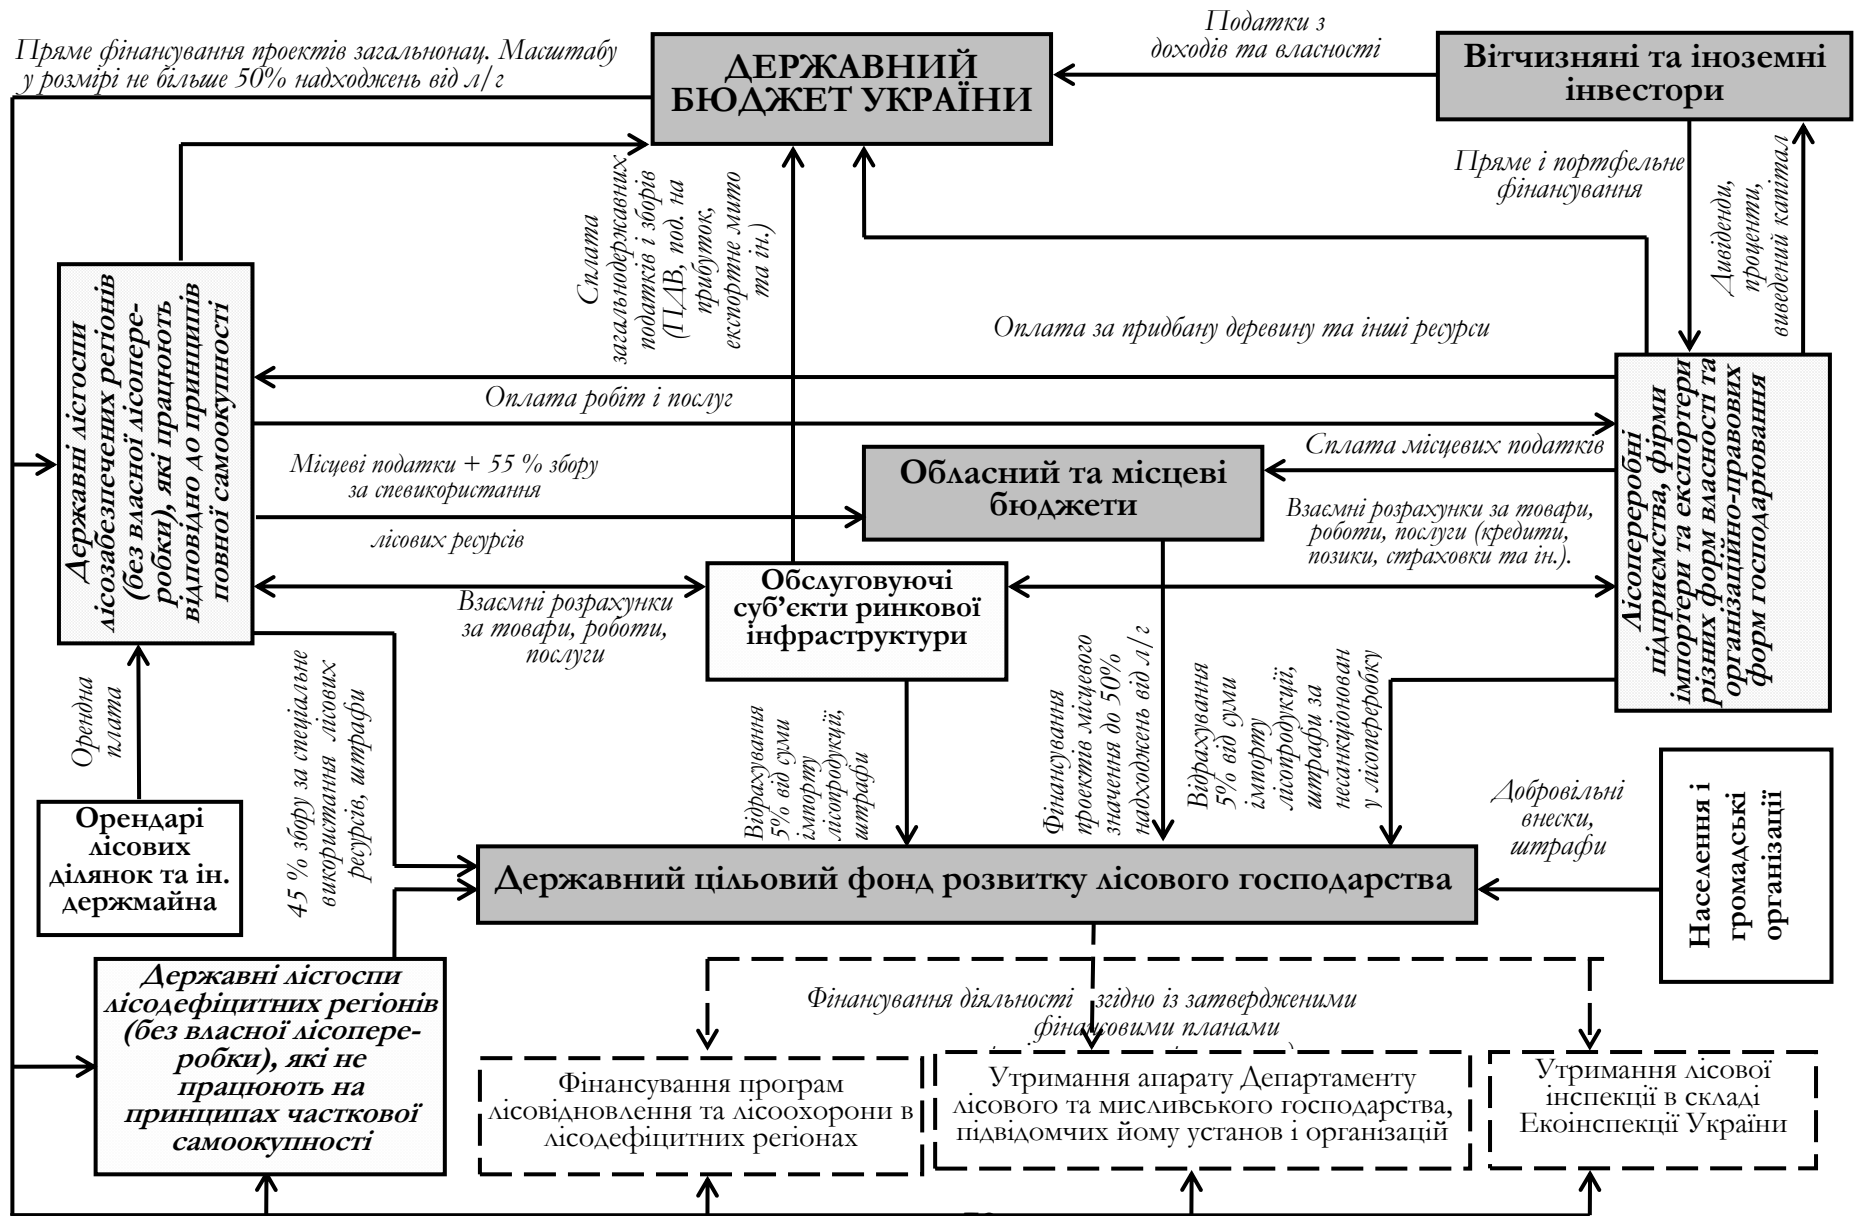 Пряме фінансування проектів загальнонац. Масштабу
у розмірі не більше 50% надходжень від л/г
ДЕРЖАВНИЙ
БЮДЖЕТ УКРАЇНИ
Податки з
доходів та власності
Вітчизняні та іноземні
інвестори
Сплата
загальнодержавних
податків і зборів
(ПДВ, под. на
прибуток,
експортне мито
та ін.)
Пряме і портфельне
фінансування
Дивіденди,
проценти,
виведений капітал
Державні лісгоспи
лісозабезпечених регіонів
(без власної лісопере-
робки), які працюють
відповідно до принципів
повної самоокупності
Оплата за придбану деревину та інші ресурси
Оплата робіт і послуг
Лісопереробні
підприємства, фірми
імпортери та експортери
різних форм власності та
організаційно-правових
форм господарювання
Місцеві податки + 55 % збору
за спевикористання
лісових ресурсів
Обласний та місцеві
бюджети
Сплата місцевих податків
Взаємні розрахунки за товари,
роботи, послуги (кредити,
позики, страховки та ін.).
Взаємні розрахунки
за товари, роботи,
послуги
Обслуговуючі
суб’єкти ринкової
інфраструктури
Орендна
плата
45 % збору за спеціальне
використання лісових
ресурсів, штрафи
Відрахування
5% від суми
імпорту
лісопродукції,
штрафи
Фінансування
проектів місцевого
значення до 50%
надходжень від л/г
Відрахування
5% від суми
імпорту
лісопродукції,
штрафи за
несанкціонован
у лісопереробку
Орендарі
лісових
ділянок та ін.
держмайна
Добровільні
внески,
штрафи
Населення і
громадські
організації
Державний цільовий фонд розвитку лісового господарства
Державні лісгоспи
лісодефіцитних регіонів
(без власної лісопере-
робки), які не
працюють на
принципах часткової
самоокупності
Фінансування діяльності згідно із затвердженими
фінансовими планами
Фінансування програм
лісовідновлення та лісоохорони в
лісодефіцитних регіонах
Утримання апарату Департаменту
лісового та мисливського господарства,
підвідомчих йому установ і організацій
Утримання лісової
інспекції в складі
Екоінспекції України